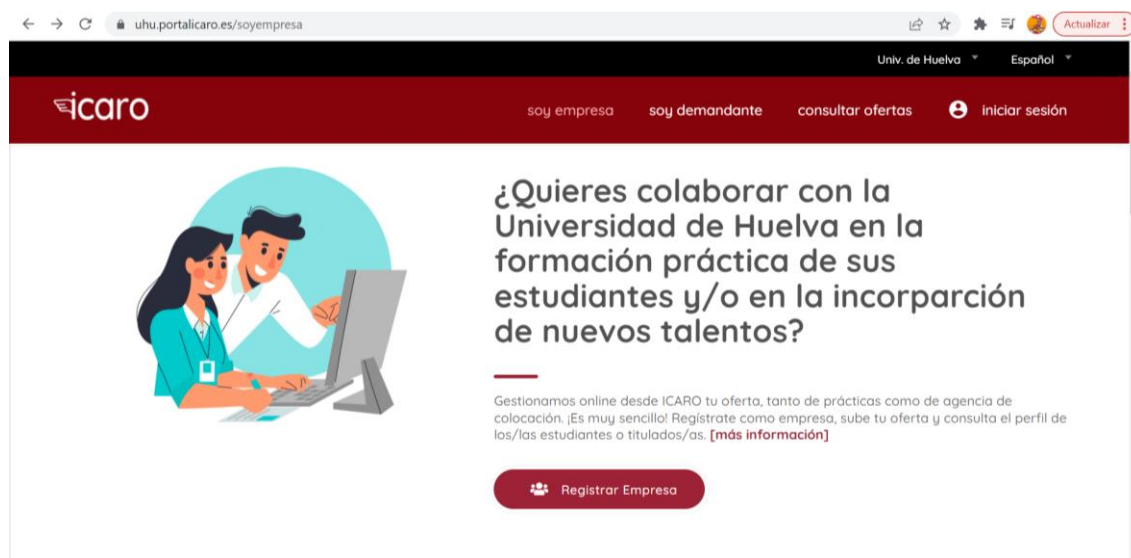 uhu.portalicaro.es/soyempresa
Actualizar
Univ. de Huelva Español
icaro
soy empresa soy demandante consultar ofertas iniciar sesión
¿Quieres colaborar con la
Universidad de Huelva en la
formación práctica de sus
estudiantes y/o en la incorparción
de nuevos talentos?
Gestionamos online desde ICARO tu oferta, tanto de prácticas como de agencia de
colocación. ¡Es muy sencillo! Regístrate como empresa, sube tu oferta y consulta el perfil de
los/las estudiantes o titulados/as. [más información]
Registrar Empresa